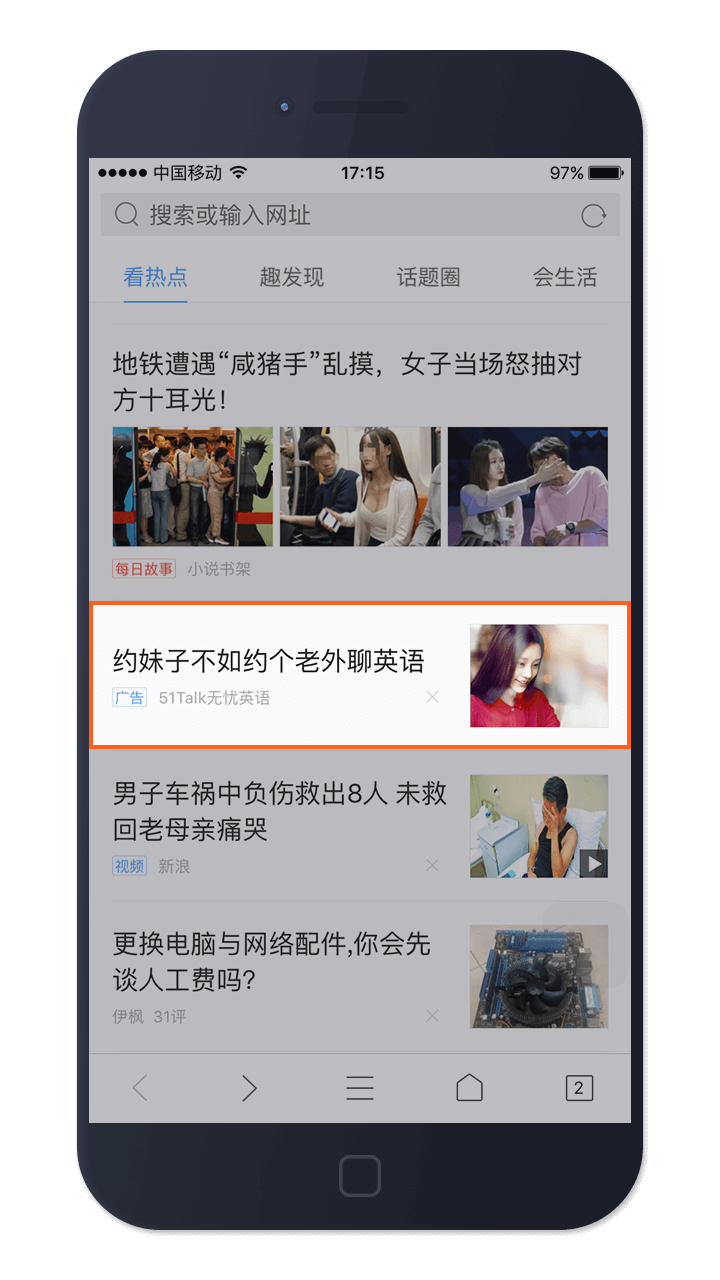 中国移动 17:15 97%
搜索或输入网址
看热点 趣发现 话题圈 会生活
地铁遭遇“咸猪手”乱摸，女子当场怒抽对
方十耳光！
每日故事 小说书架
约妹子不如约个老外聊英语
广告 51Talk无忧英语
男子车祸中负伤救出8人 未救
回老母亲痛哭
视频 新浪
更换电脑与网络配件,你会先
谈人工费吗?
伊枫 31评
2